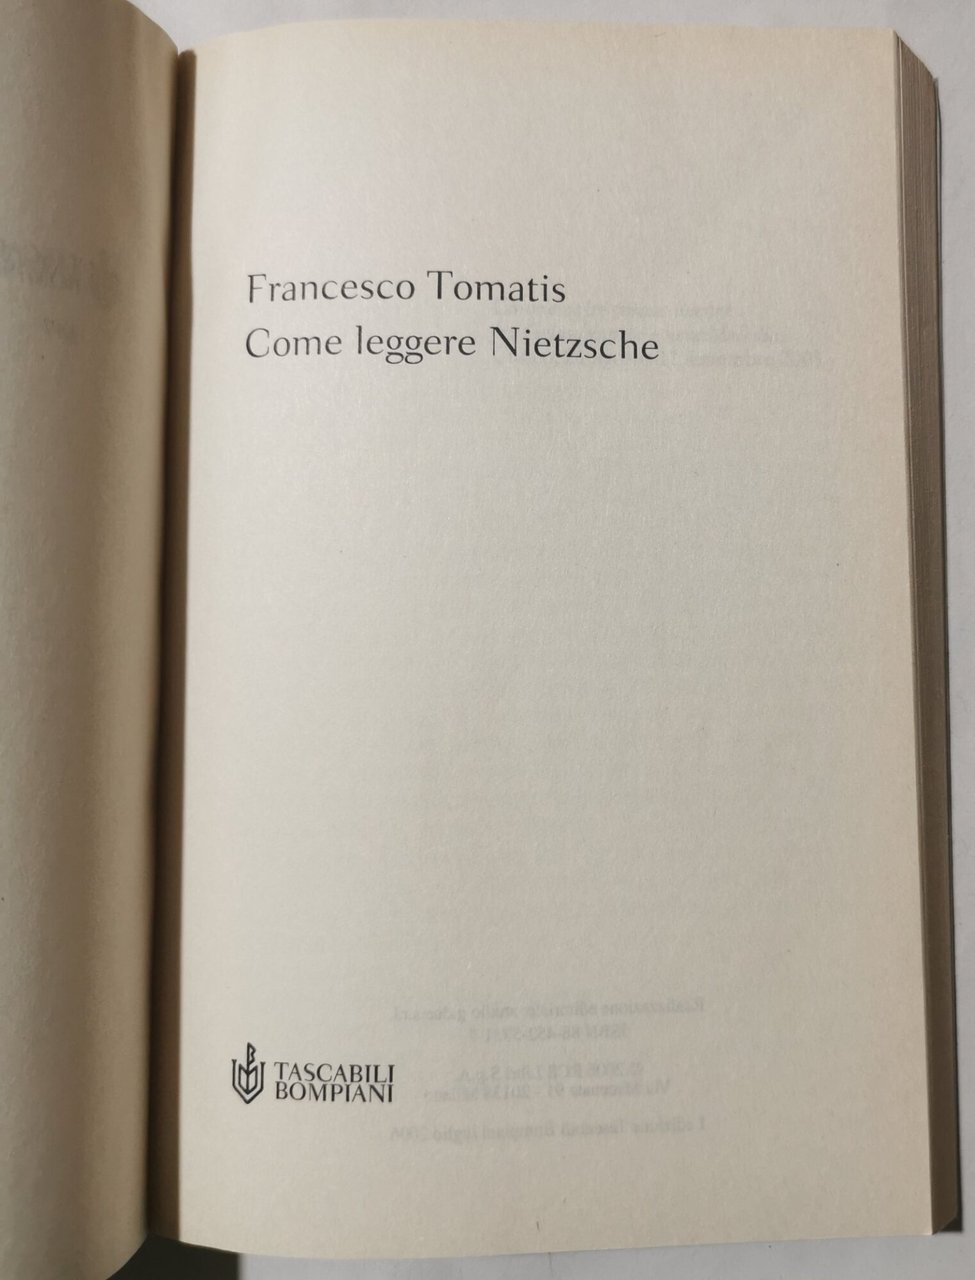 Francesco Tomatis
Come leggere Nietzsche
TASCABILI
BOMPIANI